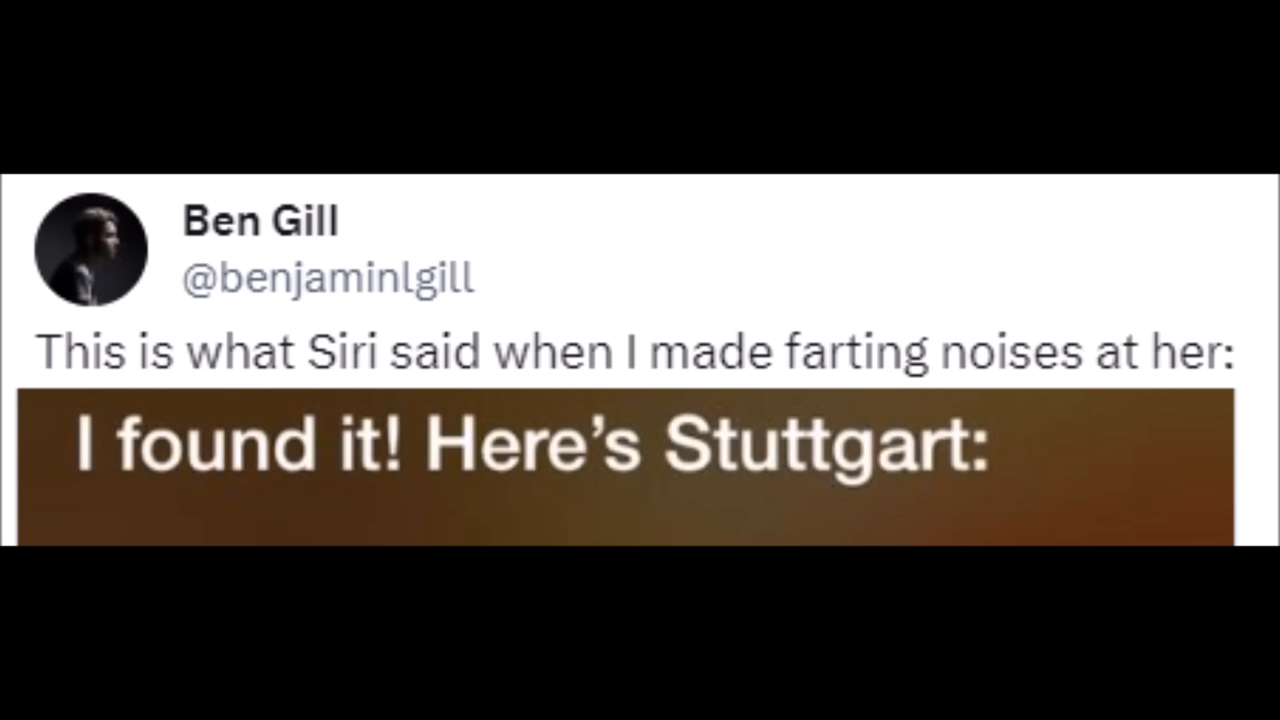 Ben Gill
@benjaminlgill
This is what Siri said when I made farting noises at her:
I found it! Here’s Stuttgart: